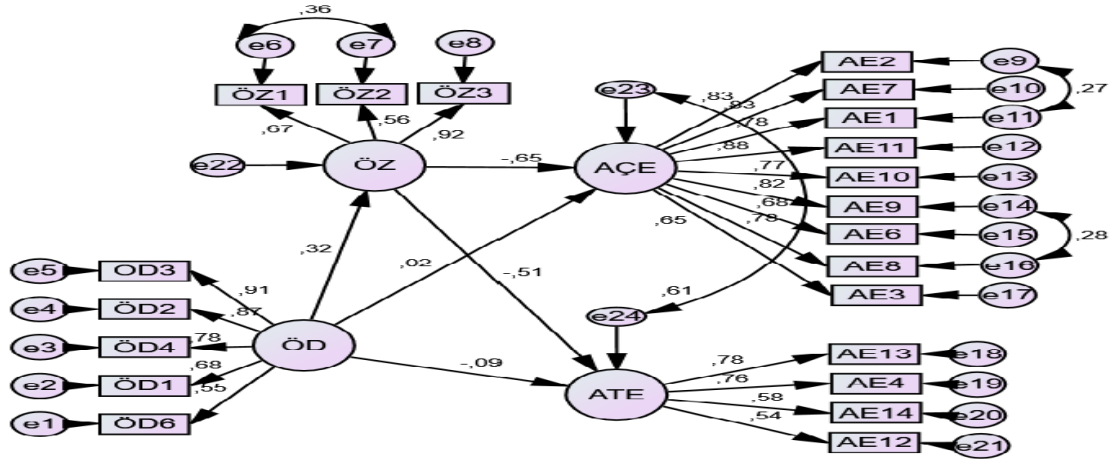 ,36
e6 e7 e8
ÖZ1 ÖZ2 ÖZ3
,67 ,56 ,92
e22 ÖZ -,65 AÇE
e23
,83 AE2 e9
,93 AE7 e10
,78 AE1 e11
,27
,88 AE11 e12
,77 AE10 e13
,82 AE9 e14
,68 AE6 e15
,28
,78 AE8 e16
,65 AE3 e17
,32 ,02 -,51 ,61
e5 OD3 ,91
e4 ÖD2 ,87
e3 ÖD4 ,78
e2 ÖD1 ,68
e1 ÖD6 ,55
ÖD -,09 ATE
e24
,78 AE13 e18
,76 AE4 e19
,58 AE14 e20
,54 AE12 e21